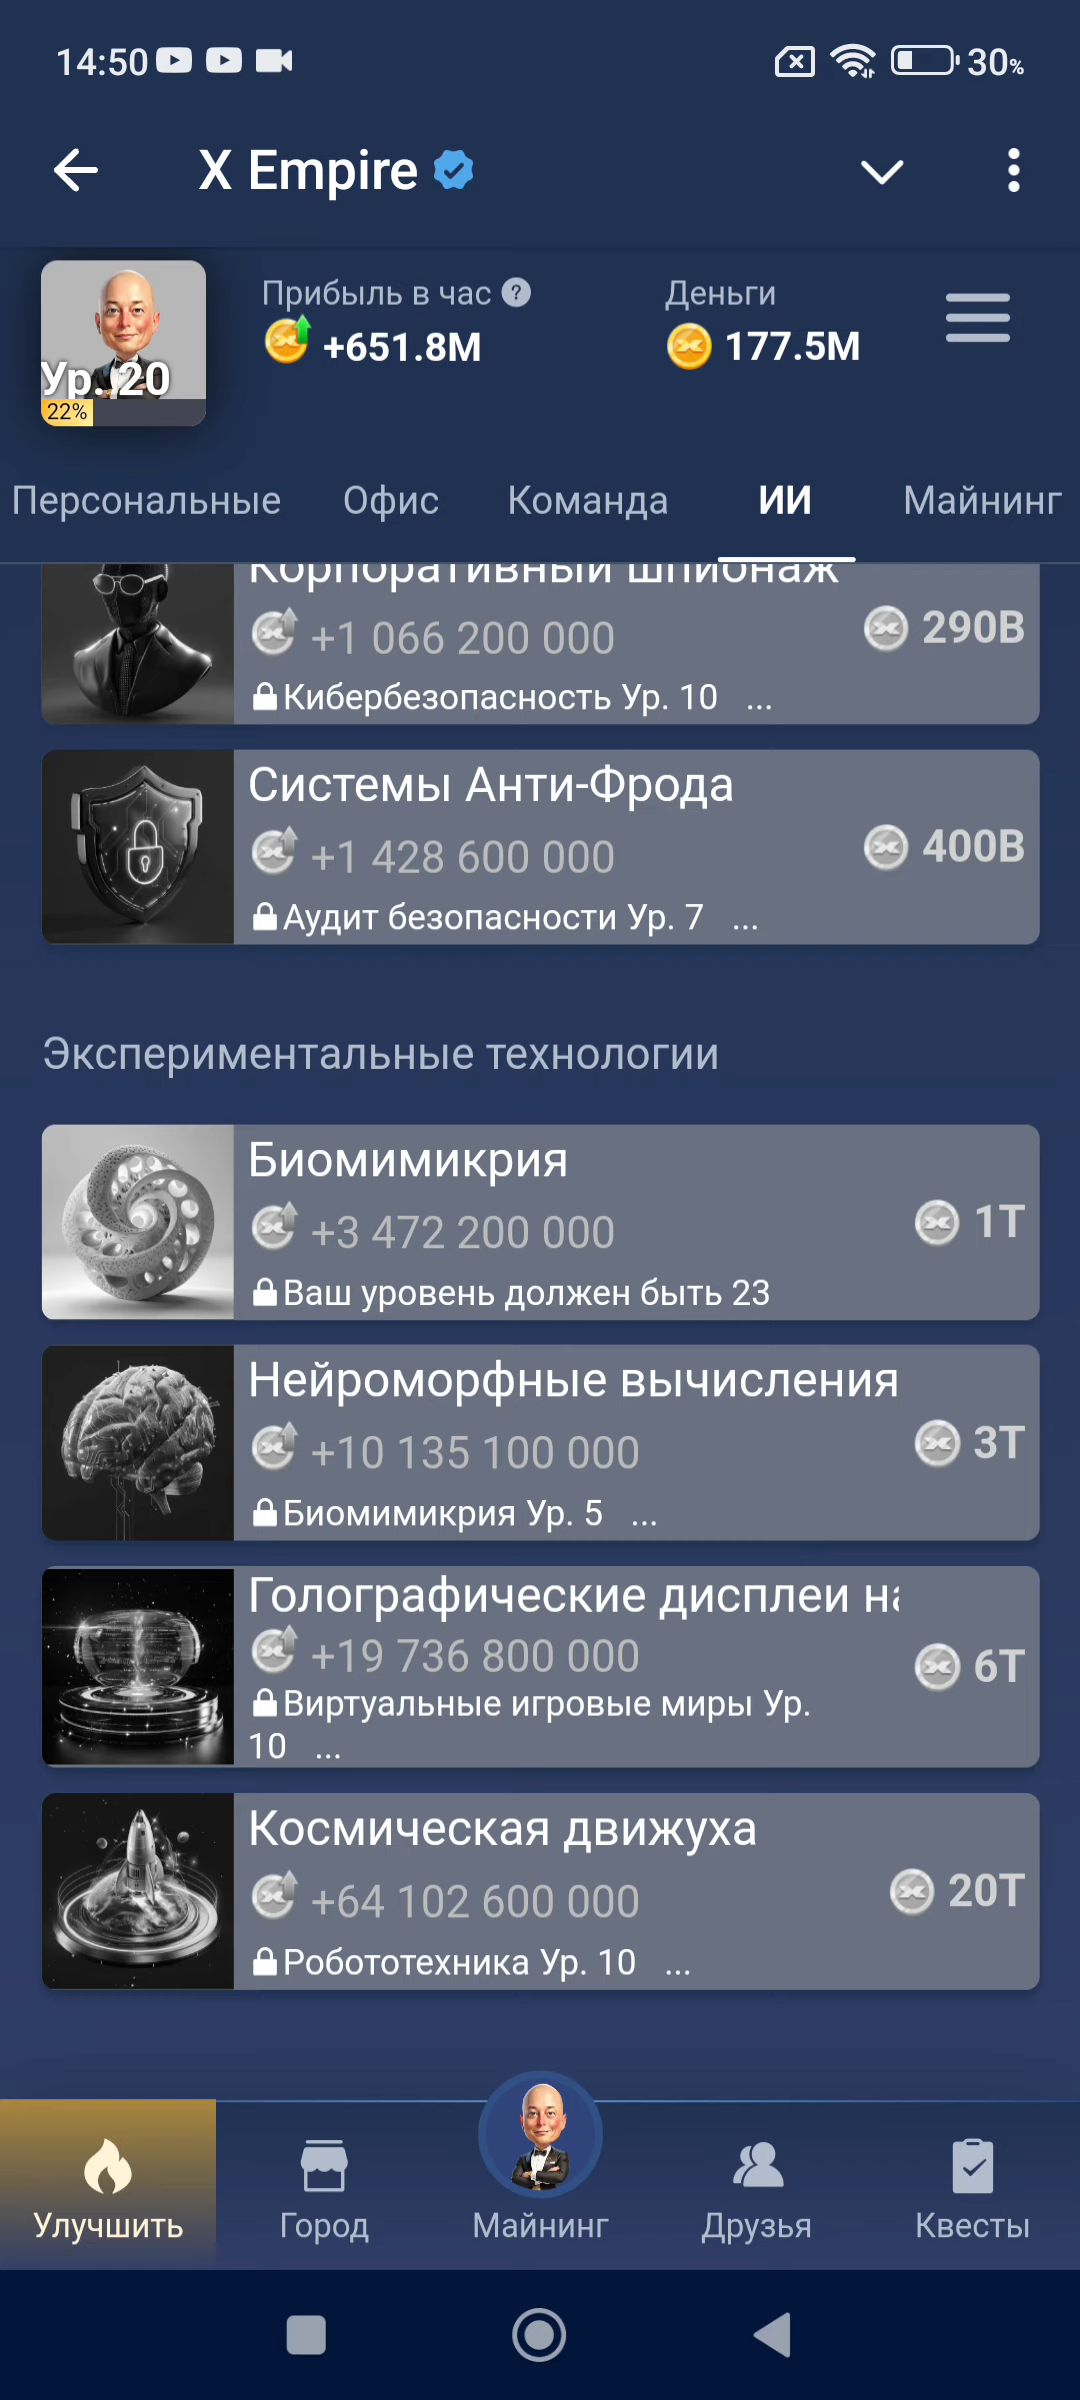 14:50
30%
X Empire
Прибыль в час ?
+651.8M
Деньги
177.5M
Ур. 20
22%
Персональные Офис Команда ИИ Майнинг
Корпоративный шпионаж
+1 066 200 000
290B
Кибербезопасность Ур. 10 ...
Системы Анти-Фрода
+1 428 600 000
400B
Аудит безопасности Ур. 7 ...
Экспериментальные технологии
Биомимикрия
+3 472 200 000
1T
Ваш уровень должен быть 23
Нейроморфные вычисления
+10 135 100 000
3T
Биомимикрия Ур. 5 ...
Голографические дисплеи на
+19 736 800 000
6T
Виртуальные игровые миры Ур.
10 ...
Космическая движуха
+64 102 600 000
20T
Робототехника Ур. 10 ...
Улучшить Город Майнинг Друзья Квесты